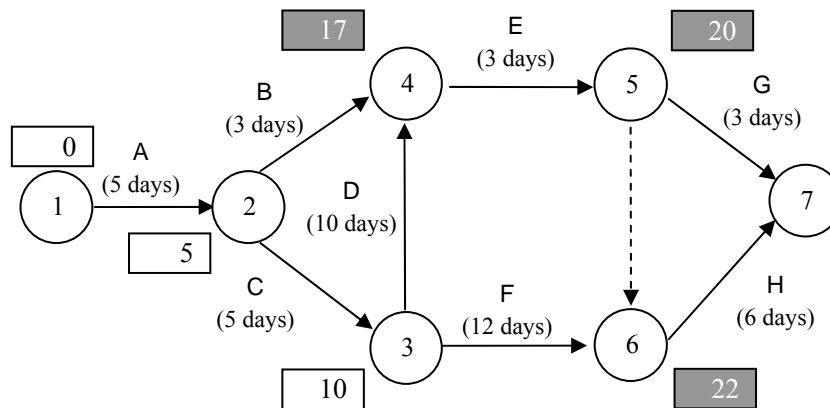 17
E
(3 days)
20
B
(3 days)
4
5
G
(3 days)
0
A
(5 days)
1
2
D
(10 days)
7
5
C
(5 days)
F
(12 days)
H
(6 days)
3
6
10
22